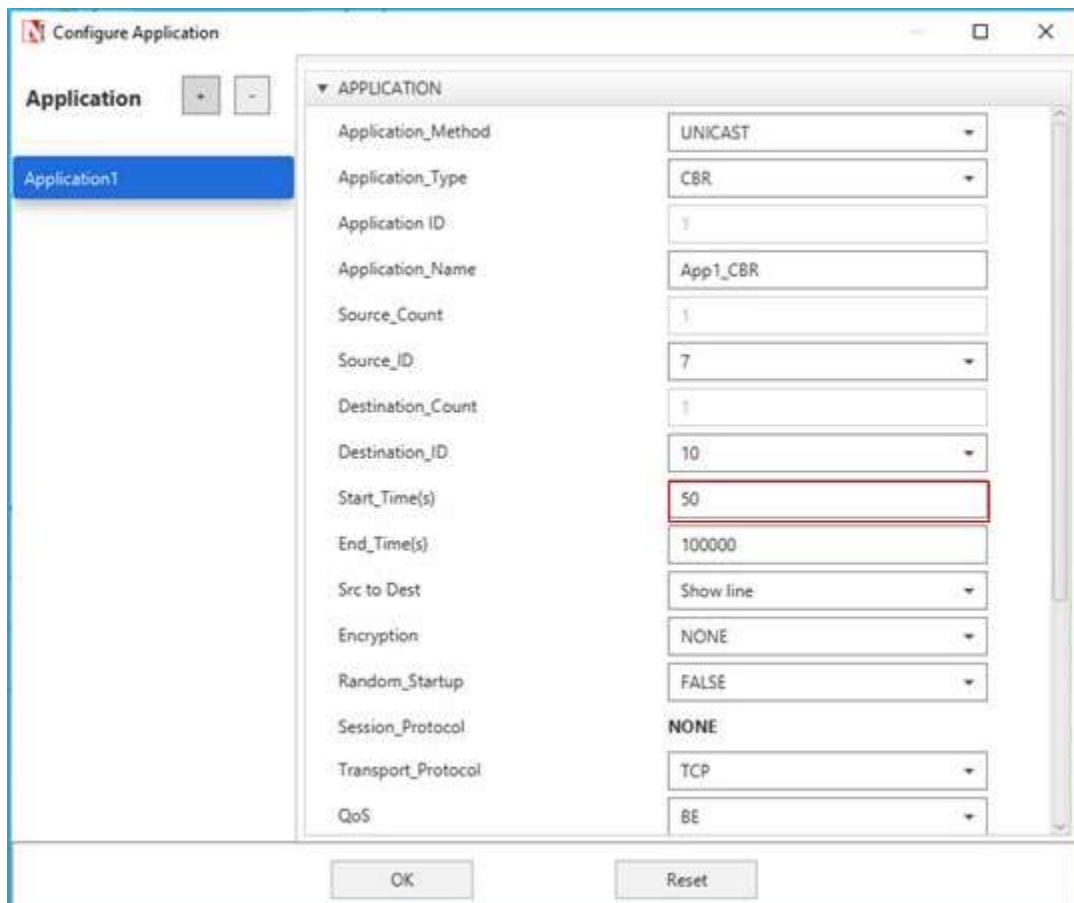 Configure Application
Application + -
Application1
APPLICATION
Application_Method UNICAST
Application_Type CBR
Application ID 1
Application_Name App1_CBR
Source_Count 1
Source_ID 7
Destination_Count 1
Destination_ID 10
Start_Time(s) 50
End_Time(s) 100000
Src to Dest Show line
Encryption NONE
Random_Startup FALSE
Session_Protocol NONE
Transport_Protocol TCP
QoS BE
OK Reset